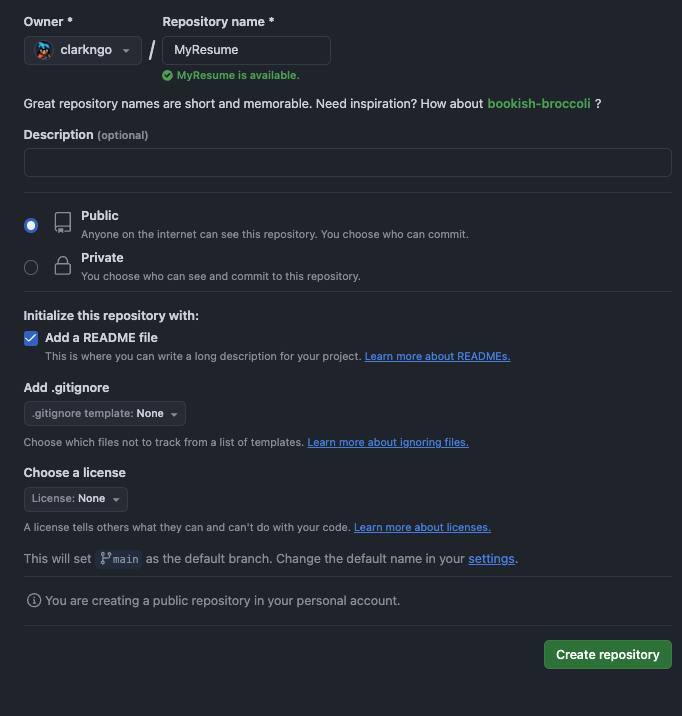 Owner * Repository name *
clarkngo / MyResume
MyResume is available.
Great repository names are short and memorable. Need inspiration? How about bookish-broccoli ?
Description (optional)
Public
Anyone on the internet can see this repository. You choose who can commit.
Private
You choose who can see and commit to this repository.
Initialize this repository with:
Add a README file
This is where you can write a long description for your project. Learn more about READMEs.
Add .gitignore
.gitignore template: None
Choose which files not to track from a list of templates. Learn more about ignoring files.
Choose a license
License: None
A license tells others what they can and can't do with your code. Learn more about licenses.
This will set main as the default branch. Change the default name in your settings.
You are creating a public repository in your personal account.
Create repository